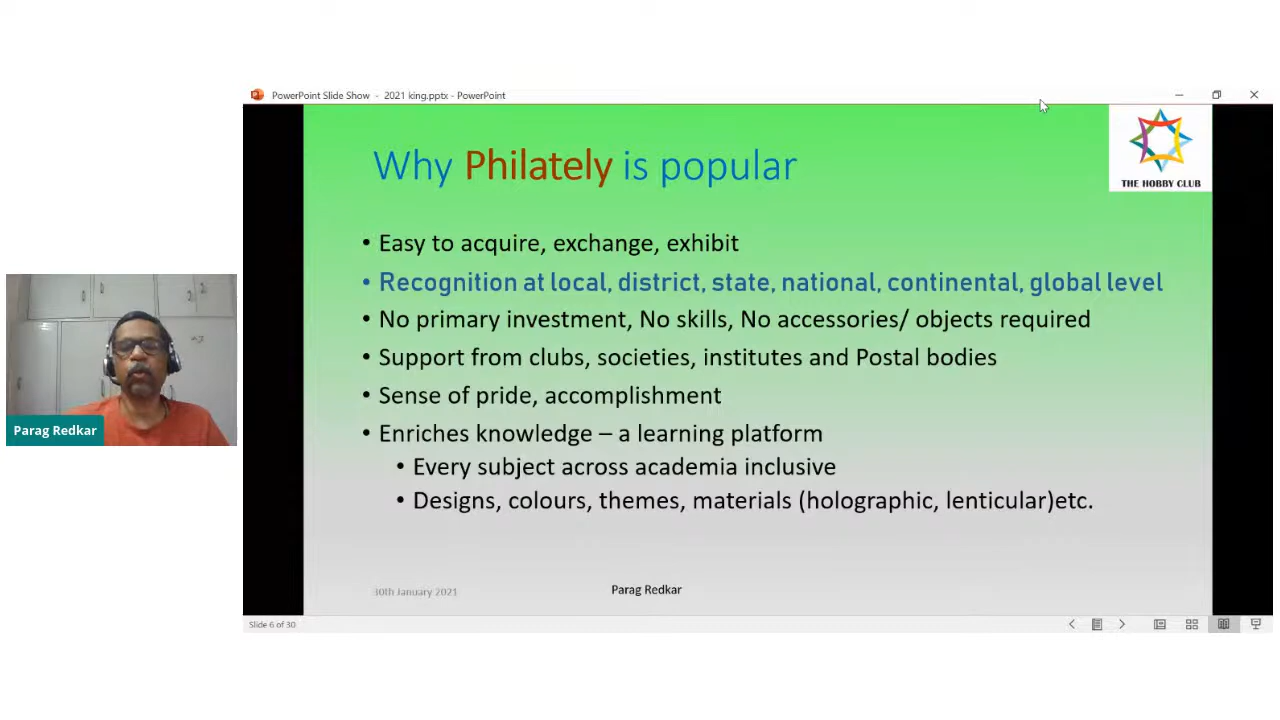 PowerPoint Slide Show - 2021 king.pptx - PowerPoint
Why Philately is popular
THE HOBBY CLUB
• Easy to acquire, exchange, exhibit
• Recognition at local, district, state, national, continental, global level
• No primary investment, No skills, No accessories/ objects required
• Support from clubs, societies, institutes and Postal bodies
• Sense of pride, accomplishment
• Enriches knowledge – a learning platform
• Every subject across academia inclusive
• Designs, colours, themes, materials (holographic, lenticular)etc.
30th January 2021
Parag Redkar
Slide 6 of 30
Parag Redkar